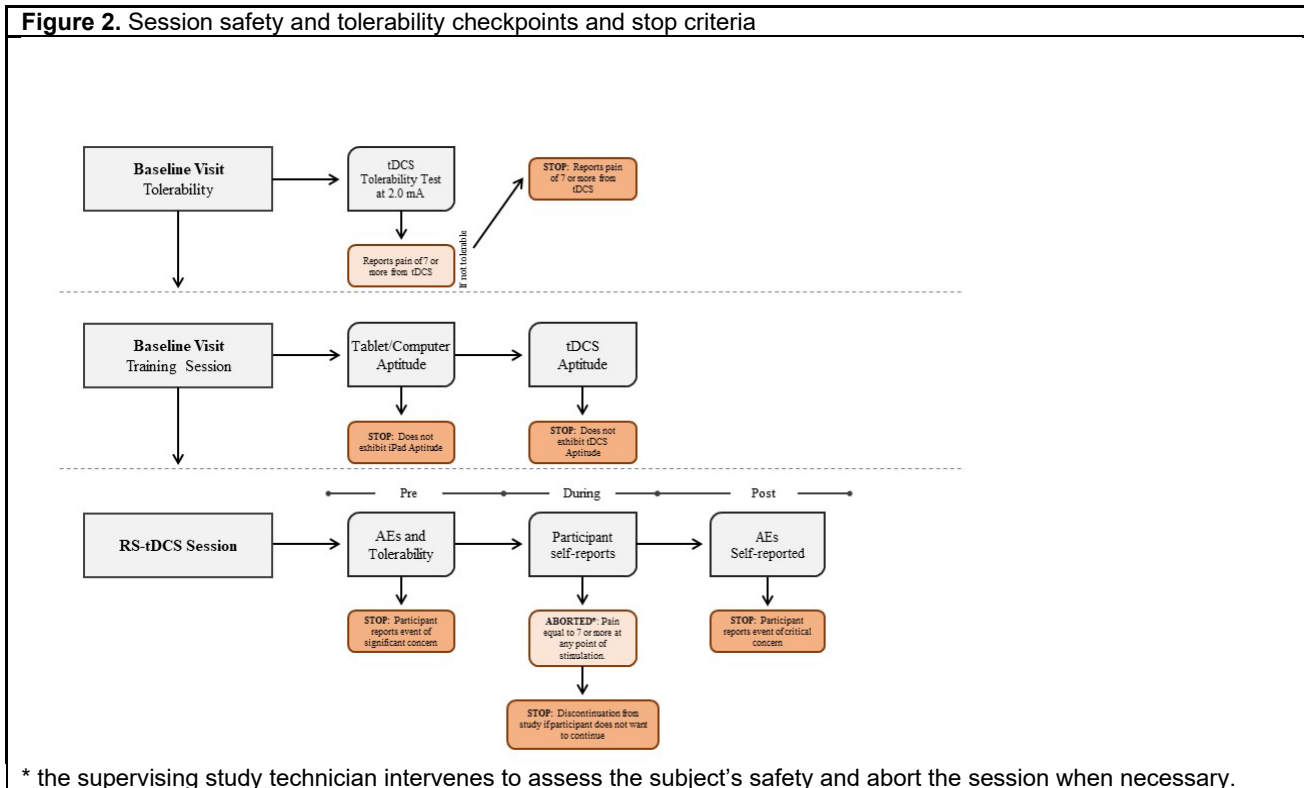 Figure 2. Session safety and tolerability checkpoints and stop criteria
Baseline Visit
Tolerability
tDCS
Tolerability Test
at 2.0 mA
Reports pain of 7 or
more from tDCS
If not tolerable
STOP: Reports pain
of 7 or more from
tDCS
Baseline Visit
Training Session
Tablet/Computer
Aptitude
tDCS
Aptitude
STOP: Does not
exhibit iPad Aptitude
STOP: Does not
exhibit tDCS
Aptitude
Pre
During
Post
RS-tDCS Session
AEs and
Tolerability
Participant
self-reports
AEs
Self-reported
STOP: Participant
reports event of
significant concern
ABORTED*: Pain
equal to 7 or more at
any point of
stimulation.
STOP: Participant
reports event of critical
concern
STOP: Discontinuation from
study if participant does not want
to continue
* the supervising study technician intervenes to assess the subject's safety and abort the session when necessary.